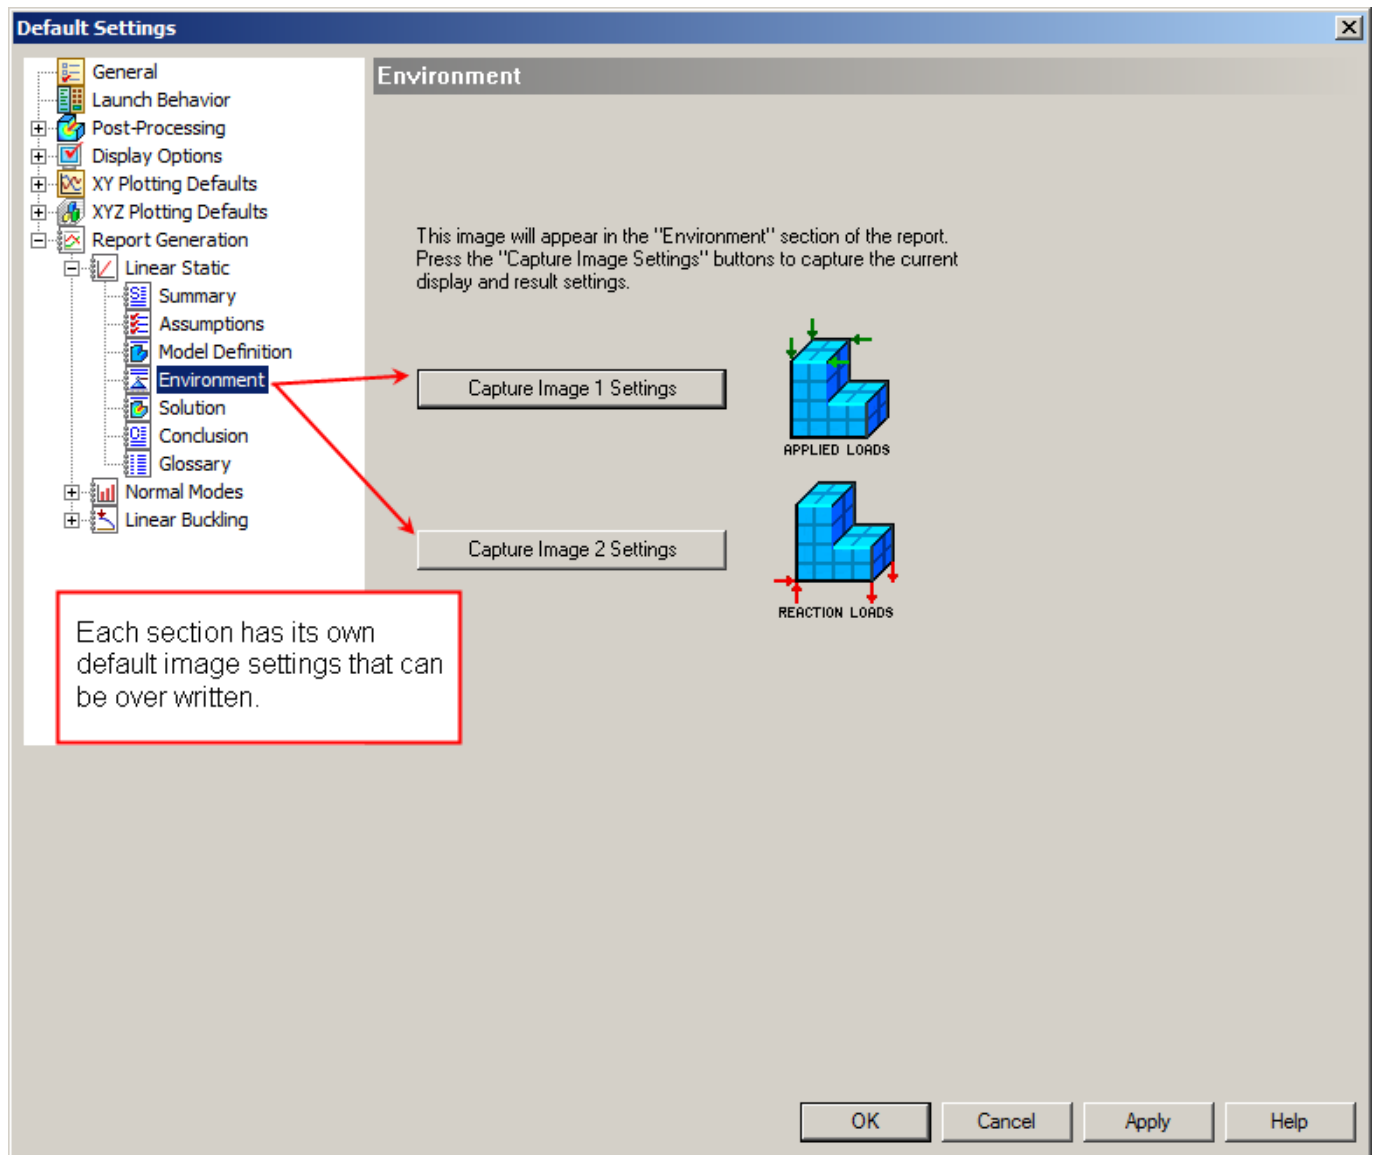 Default Settings
General
Launch Behavior
Post-Processing
Display Options
XY Plotting Defaults
XYZ Plotting Defaults
Report Generation
Linear Static
Summary
Assumptions
Model Definition
Environment
Solution
Conclusion
Glossary
Normal Modes
Linear Buckling
Each section has its own
default image settings that can
be over written.
Environment
This image will appear in the "Environment" section of the report.
Press the "Capture Image Settings" buttons to capture the current
display and result settings.
Capture Image 1 Settings
APPLIED LOADS
Capture Image 2 Settings
REACTION LOADS
OK
Cancel
Apply
Help